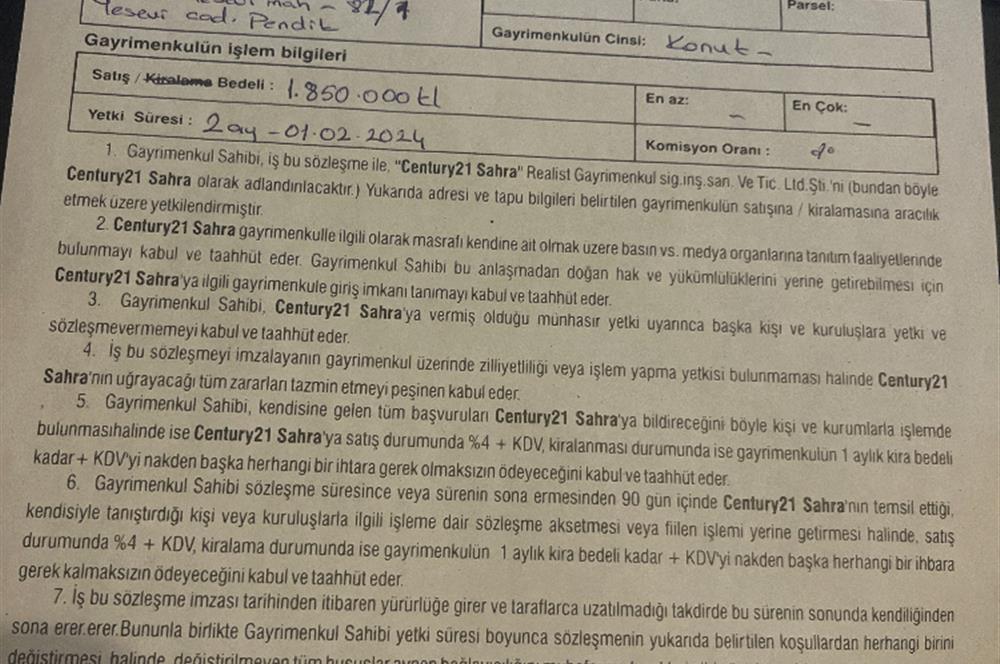 mah - 82/7
Yesevi cad. Pendik
Parsel:
Gayrimenkulün Cinsi: Konut -
Gayrimenkulün işlem bilgileri
Satış / Kiralama Bedeli : 1.850.000tl
En az: -
En Çok: -
Yetki Süresi : 2ay - 01.02.2024
Komisyon Oranı :
1. Gayrimenkul Sahibi, iş bu sözleşme ile, "Century21 Sahra" Realist Gayrimenkul sig.inş.san. Ve Tic. Ltd.Şti.'ni (bundan böyle
Century21 Sahra olarak adlandırılacaktır.) Yukarıda adresi ve tapu bilgileri belirtilen gayrimenkulün satışına / kiralamasına aracılık
etmek üzere yetkilendirmiştir.
2. Century21 Sahra gayrimenkulle ilgili olarak masrafı kendine ait olmak üzere basın vs. medya organlarına tanıtım faaliyetlerinde
bulunmayı kabul ve taahhüt eder. Gayrimenkul Sahibi bu anlaşmadan doğan hak ve yükümlülüklerini yerine getirebilmesi için
Century21 Sahra'ya ilgili gayrimenkule giriş imkanı tanımayı kabul ve taahhüt eder.
3. Gayrimenkul Sahibi, Century21 Sahra'ya vermiş olduğu münhasır yetki uyarınca başka kişi ve kuruluşlara yetki ve
sözleşmevermemeyi kabul ve taahhüt eder.
4. İş bu sözleşmeyi imzalayanın gayrimenkul üzerinde zilliyetliliği veya işlem yapma yetkisi bulunmaması halinde Century21
Sahra'nın uğrayacağı tüm zararları tazmin etmeyi peşinen kabul eder.
5. Gayrimenkul Sahibi, kendisine gelen tüm başvuruları Century21 Sahra'ya bildireceğini böyle kişi ve kurumlarla işlemde
bulunmasıhalinde ise Century21 Sahra'ya satış durumunda %4 + KDV, kiralanması durumunda ise gayrimenkulün 1 aylık kira bedeli
kadar + KDV'yi nakden başka herhangi bir ihtara gerek olmaksızın ödeyeceğini kabul ve taahhüt eder.
6. Gayrimenkul Sahibi sözleşme süresince veya sürenin sona ermesinden 90 gün içinde Century21 Sahra'nın temsil ettiği,
kendisiyle tanıştırdığı kişi veya kuruluşlarla ilgili işleme dair sözleşme aksetmesi veya fiilen işlemi yerine getirmesi halinde, satış
durumunda %4 + KDV, kiralama durumunda ise gayrimenkulün 1 aylık kira bedeli kadar + KDV'yi nakden başka herhangi bir ihbara
gerek kalmaksızın ödeyeceğini kabul ve taahhüt eder.
7. İş bu sözleşme imzası tarihinden itibaren yürürlüğe girer ve taraflarca uzatılmadığı takdirde bu sürenin sonunda kendiliğinden
sona erer.erer.Bununla birlikte Gayrimenkul Sahibi yetki süresi boyunca sözleşmenin yukarıda belirtilen koşullardan herhangi birini
değiştirmesi halinde, değiştirilmeyen tüm hususlar aynen